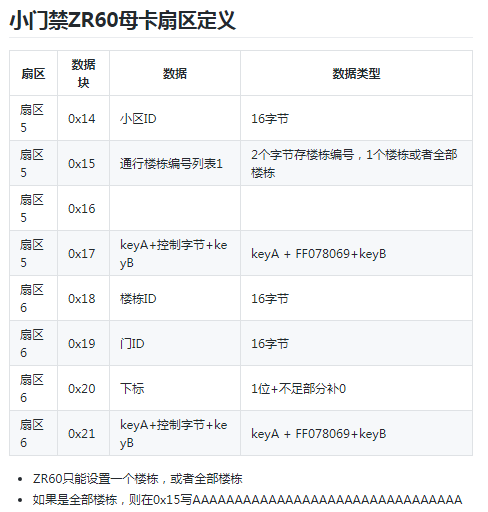 小门禁ZR60母卡扇区定义
扇区 数据块 数据 数据类型
扇区5 0x14 小区ID 16字节
扇区5 0x15 通行楼栋编号列表1 2个字节存楼栋编号，1个楼栋或者全部楼栋
扇区5 0x16
扇区5 0x17 keyA+控制字节+keyB keyA + FF078069+keyB
扇区6 0x18 楼栋ID 16字节
扇区6 0x19 门ID 16字节
扇区6 0x20 下标 1位+不足部分补0
扇区6 0x21 keyA+控制字节+keyB keyA + FF078069+keyB
• ZR60只能设置一个楼栋，或者全部楼栋
• 如果是全部楼栋，则在0x15写AAAAAAAAAAAAAAAAAAAAAAAAAAAAAAAA